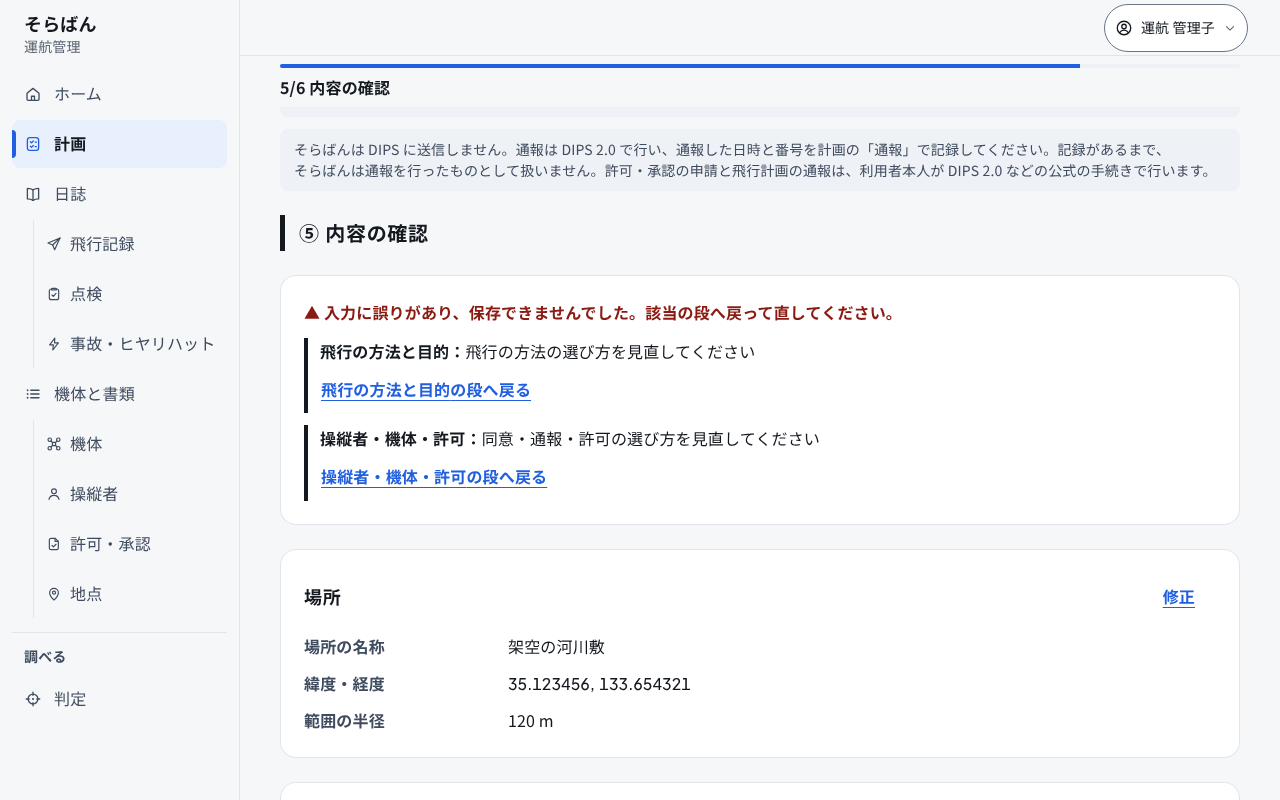 そらばん
運航管理
運航 管理子
ホーム
計画
日誌
飛行記録
点検
事故・ヒヤリハット
機体と書類
機体
操縦者
許可・承認
地点
調べる
判定
5/6 内容の確認
そらばんは DIPS に送信しません。通報は DIPS 2.0 で行い、通報した日時と番号を計画の「通報」で記録してください。記録があるまで、
そらばんは通報を行ったものとして扱いません。許可・承認の申請と飛行計画の通報は、利用者本人が DIPS 2.0 などの公式の手続きで行います。
⑤ 内容の確認
▲ 入力に誤りがあり、保存できませんでした。該当の段へ戻って直してください。
飛行の方法と目的：飛行の方法の選び方を見直してください
飛行の方法と目的の段へ戻る
操縦者・機体・許可：同意・通報・許可の選び方を見直してください
操縦者・機体・許可の段へ戻る
場所
修正
場所の名称 架空の河川敷
緯度・経度 35.123456, 133.654321
範囲の半径 120 m